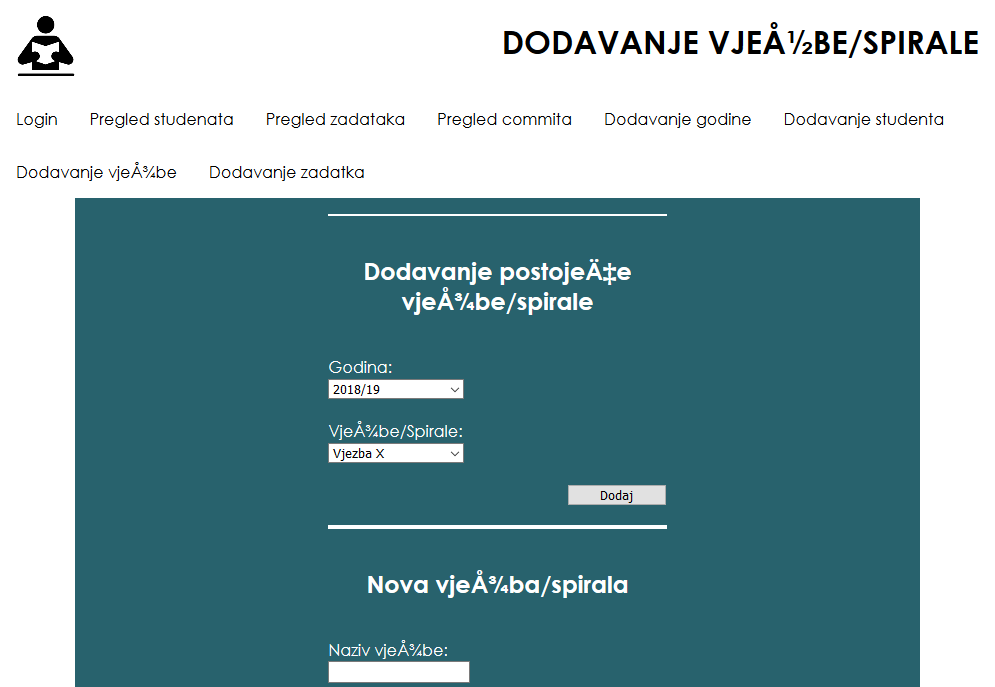 DODAVANJE VJEÅ½BE/SPIRALE
Login Pregled studenata Pregled zadataka Pregled commita Dodavanje godine Dodavanje studenta
Dodavanje vjeÅ¾be Dodavanje zadatka
Dodavanje postojeÄ‡e
vjeÅ¾be/spirale
Godina:
2018/19
VjeÅ¾be/Spirale:
Vjezba X
Dodaj
Nova vjeÅ¾ba/spirala
Naziv vjeÅ¾be: